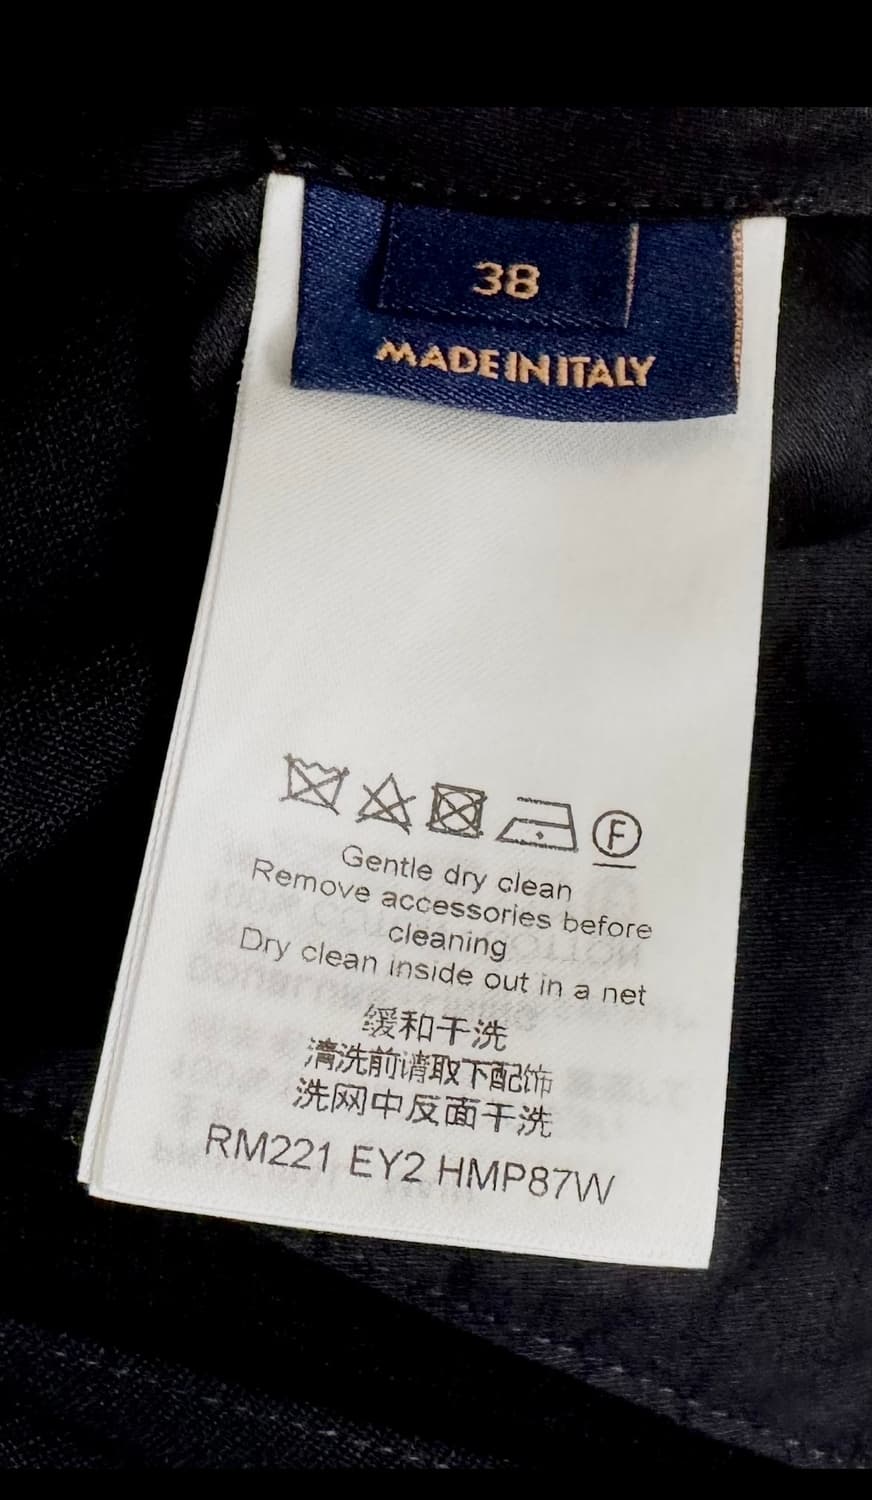 38
MADE IN ITALY
F
Gentle dry clean
Remove accessories before
cleaning
Dry clean inside out in a net
缓和干洗
清洗前请取下配饰
洗网中反面干洗
RM221 EY2 HMP87W